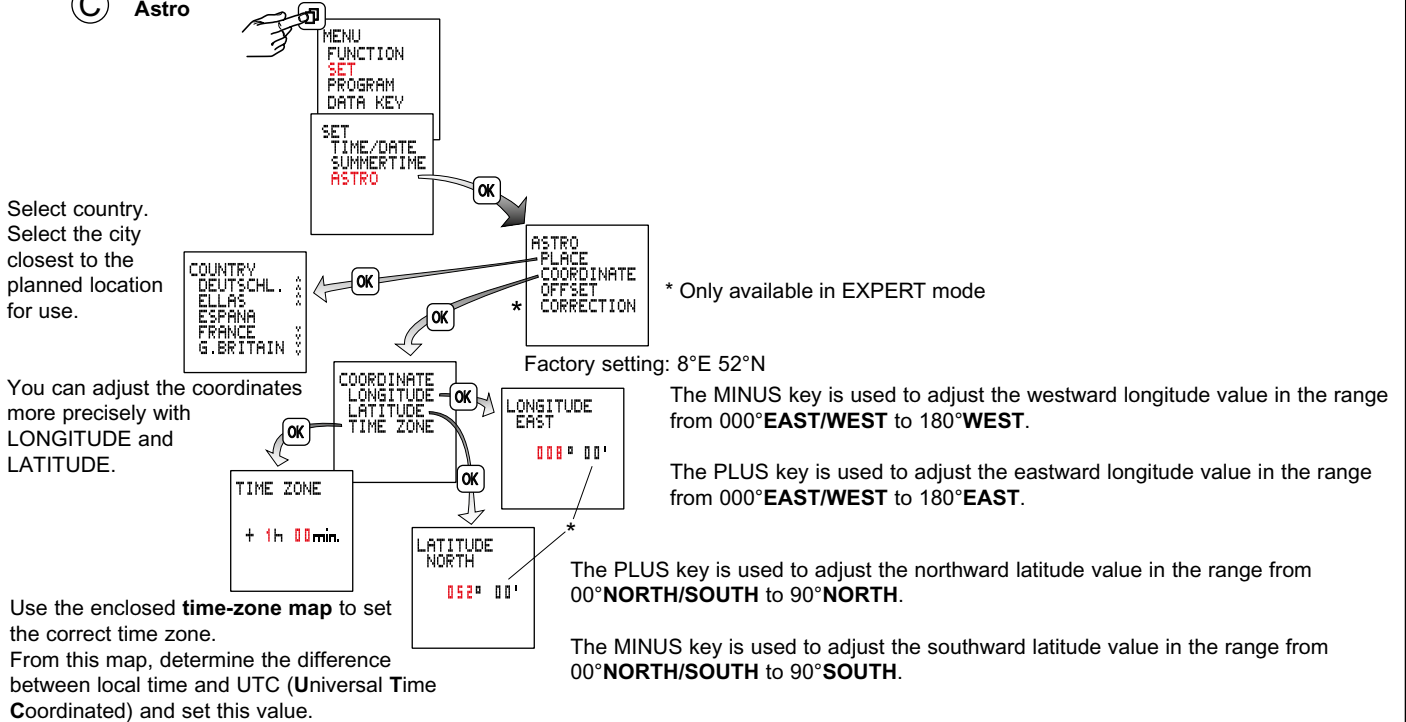 C Astro
MENU
FUNCTION
SET
PROGRAM
DATA KEY
SET
TIME/DATE
SUMMERTIME
ASTRO
OK
Select country.
Select the city
closest to the
planned location
for use.
COUNTRY
DEUTSCHL.
ELLAS
ESPANA
FRANCE
G.BRITAIN
OK
ASTRO
PLACE
COORDINATE
OFFSET
* CORRECTION
* Only available in EXPERT mode
OK
Factory setting: 8°E 52°N
You can adjust the coordinates
more precisely with
LONGITUDE and
LATITUDE.
COORDINATE
LONGITUDE
LATITUDE
TIME ZONE
OK
OK
OK
LONGITUDE
EAST
008° 00'
The MINUS key is used to adjust the westward longitude value in the range
from 000°EAST/WEST to 180°WEST.
The PLUS key is used to adjust the eastward longitude value in the range
from 000°EAST/WEST to 180°EAST.
TIME ZONE
+ 1h 00min.
*
LATITUDE
NORTH
052° 00'
The PLUS key is used to adjust the northward latitude value in the range from
00°NORTH/SOUTH to 90°NORTH.
The MINUS key is used to adjust the southward latitude value in the range from
00°NORTH/SOUTH to 90°SOUTH.
Use the enclosed time-zone map to set
the correct time zone.
From this map, determine the difference
between local time and UTC (Universal Time
Coordinated) and set this value.